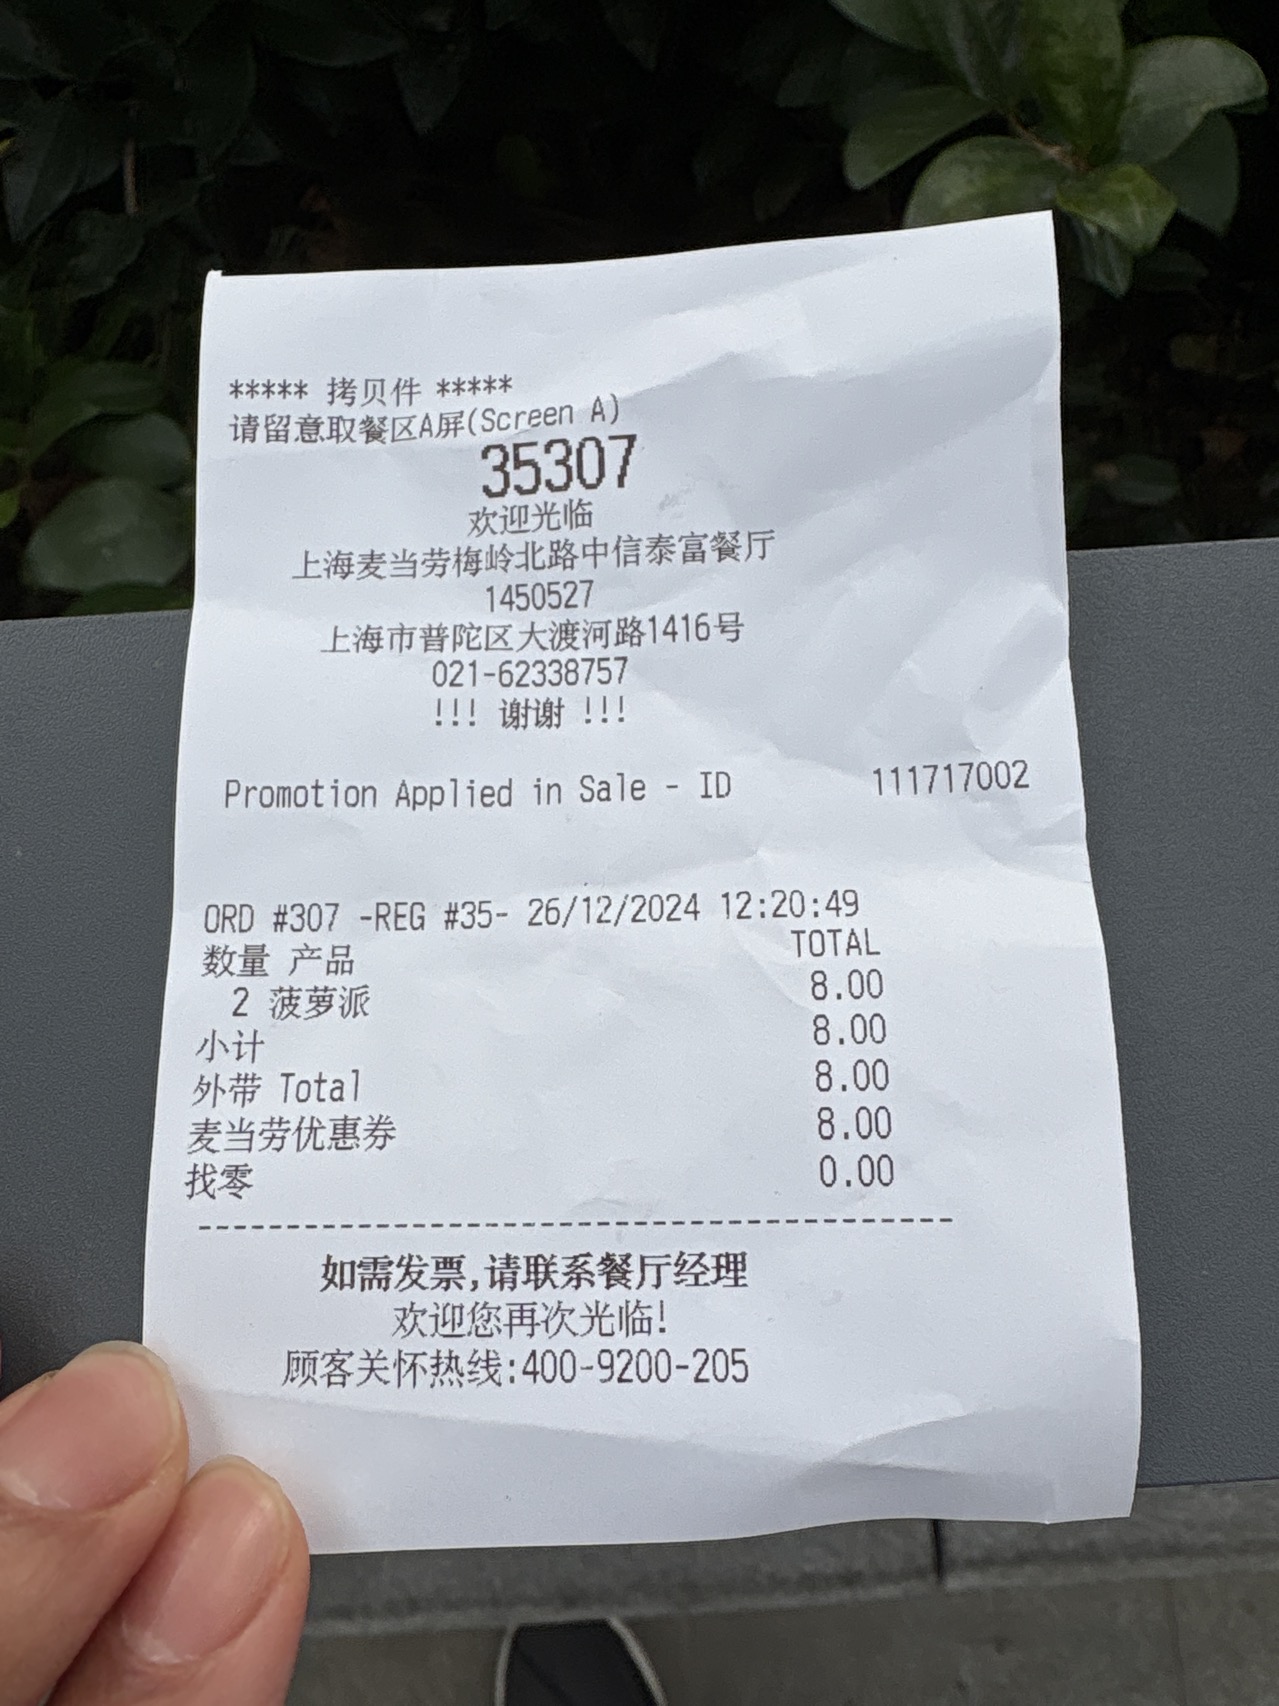 ***** 拷贝件 *****
请留意取餐区A屏(Screen A)
35307
欢迎光临
上海麦当劳梅岭北路中信泰富餐厅
1450527
上海市普陀区大渡河路1416号
021-62338757
!!! 谢谢 !!!
Promotion Applied in Sale - ID 111717002
ORD #307 -REG #35- 26/12/2024 12:20:49
数量 产品 TOTAL
2 菠萝派 8.00
小计 8.00
外带 Total 8.00
麦当劳优惠券 8.00
找零 0.00
--------------------------------------------
如需发票,请联系餐厅经理
欢迎您再次光临!
顾客关怀热线:400-9200-205